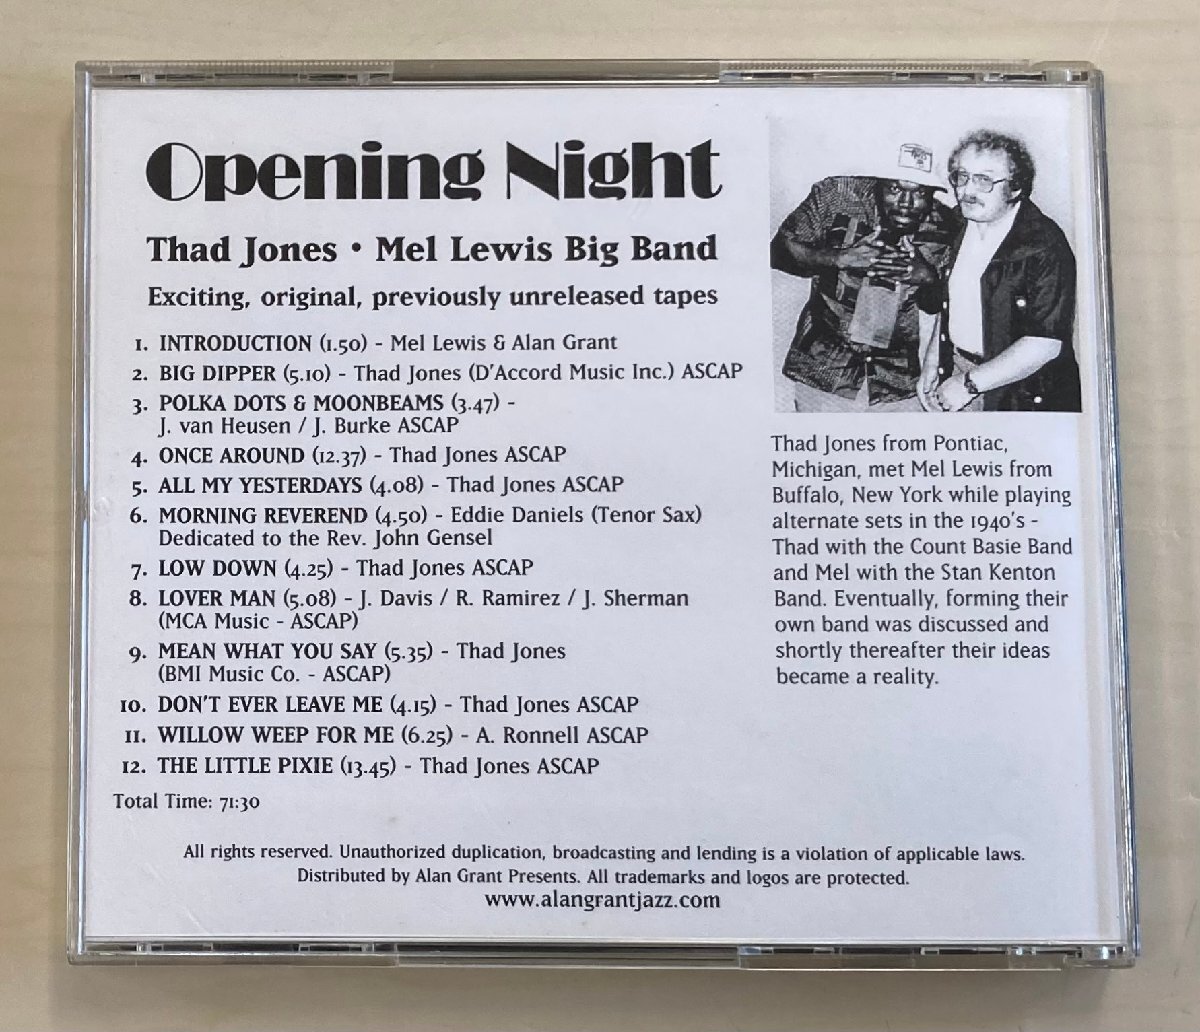 Opening Night
Thad Jones • Mel Lewis Big Band
Exciting, original, previously unreleased tapes
1. INTRODUCTION (1.50) - Mel Lewis & Alan Grant
2. BIG DIPPER (5.10) - Thad Jones (D'Accord Music Inc.) ASCAP
3. POLKA DOTS & MOONBEAMS (3.47) -
J. van Heusen / J. Burke ASCAP
4. ONCE AROUND (12.37) - Thad Jones ASCAP
5. ALL MY YESTERDAYS (4.08) - Thad Jones ASCAP
6. MORNING REVEREND (4.50) - Eddie Daniels (Tenor Sax)
Dedicated to the Rev. John Gensel
7. LOW DOWN (4.25) - Thad Jones ASCAP
8. LOVER MAN (5.08) - J. Davis / R. Ramirez / J. Sherman
(MCA Music - ASCAP)
9. MEAN WHAT YOU SAY (5.35) - Thad Jones
(BMI Music Co. - ASCAP)
10. DON'T EVER LEAVE ME (4.15) - Thad Jones ASCAP
11. WILLOW WEEP FOR ME (6.25) - A. Ronnell ASCAP
12. THE LITTLE PIXIE (13.45) - Thad Jones ASCAP
Total Time: 71:30
Thad Jones from Pontiac,
Michigan, met Mel Lewis from
Buffalo, New York while playing
alternate sets in the 1940's -
Thad with the Count Basie Band
and Mel with the Stan Kenton
Band. Eventually, forming their
own band was discussed and
shortly thereafter their ideas
became a reality.
All rights reserved. Unauthorized duplication, broadcasting and lending is a violation of applicable laws.
Distributed by Alan Grant Presents. All trademarks and logos are protected.
www.alangrantjazz.com